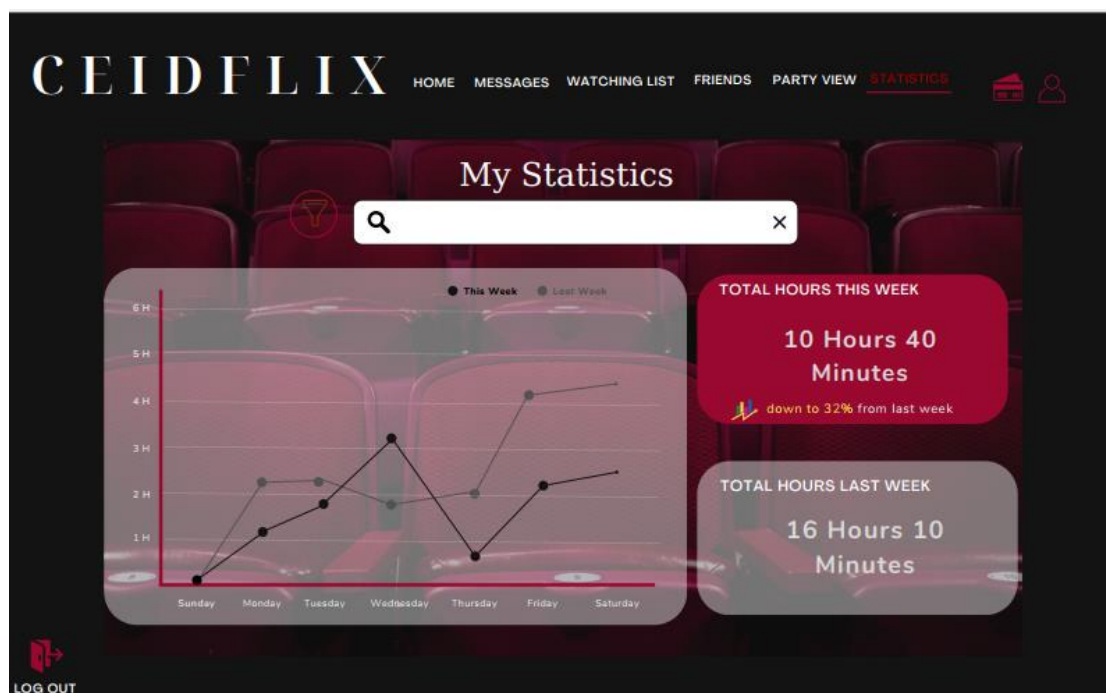 CEIDFLIX
HOME MESSAGES WATCHING LIST FRIENDS PARTY VIEW STATISTICS
My Statistics
This Week Last Week
6 H
5 H
4 H
3 H
2 H
1 H
Sunday Monday Tuesday Wednesday Thursday Friday Saturday
TOTAL HOURS THIS WEEK
10 Hours 40
Minutes
down to 32% from last week
TOTAL HOURS LAST WEEK
16 Hours 10
Minutes
LOG OUT